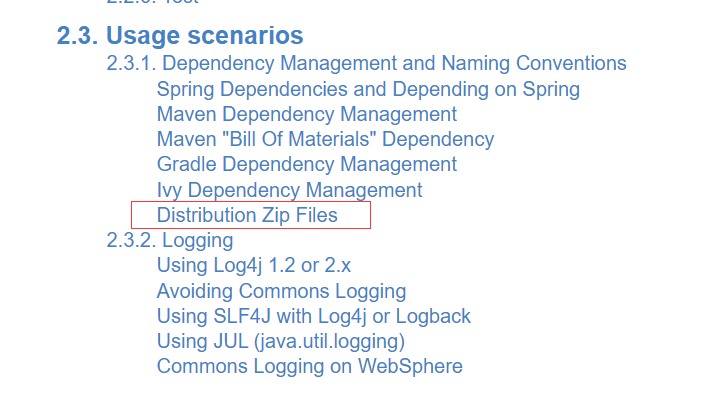 2.3. Usage scenarios
2.3.1. Dependency Management and Naming Conventions
Spring Dependencies and Depending on Spring
Maven Dependency Management
Maven "Bill Of Materials" Dependency
Gradle Dependency Management
Ivy Dependency Management
Distribution Zip Files
2.3.2. Logging
Using Log4j 1.2 or 2.x
Avoiding Commons Logging
Using SLF4J with Log4j or Logback
Using JUL (java.util.logging)
Commons Logging on WebSphere